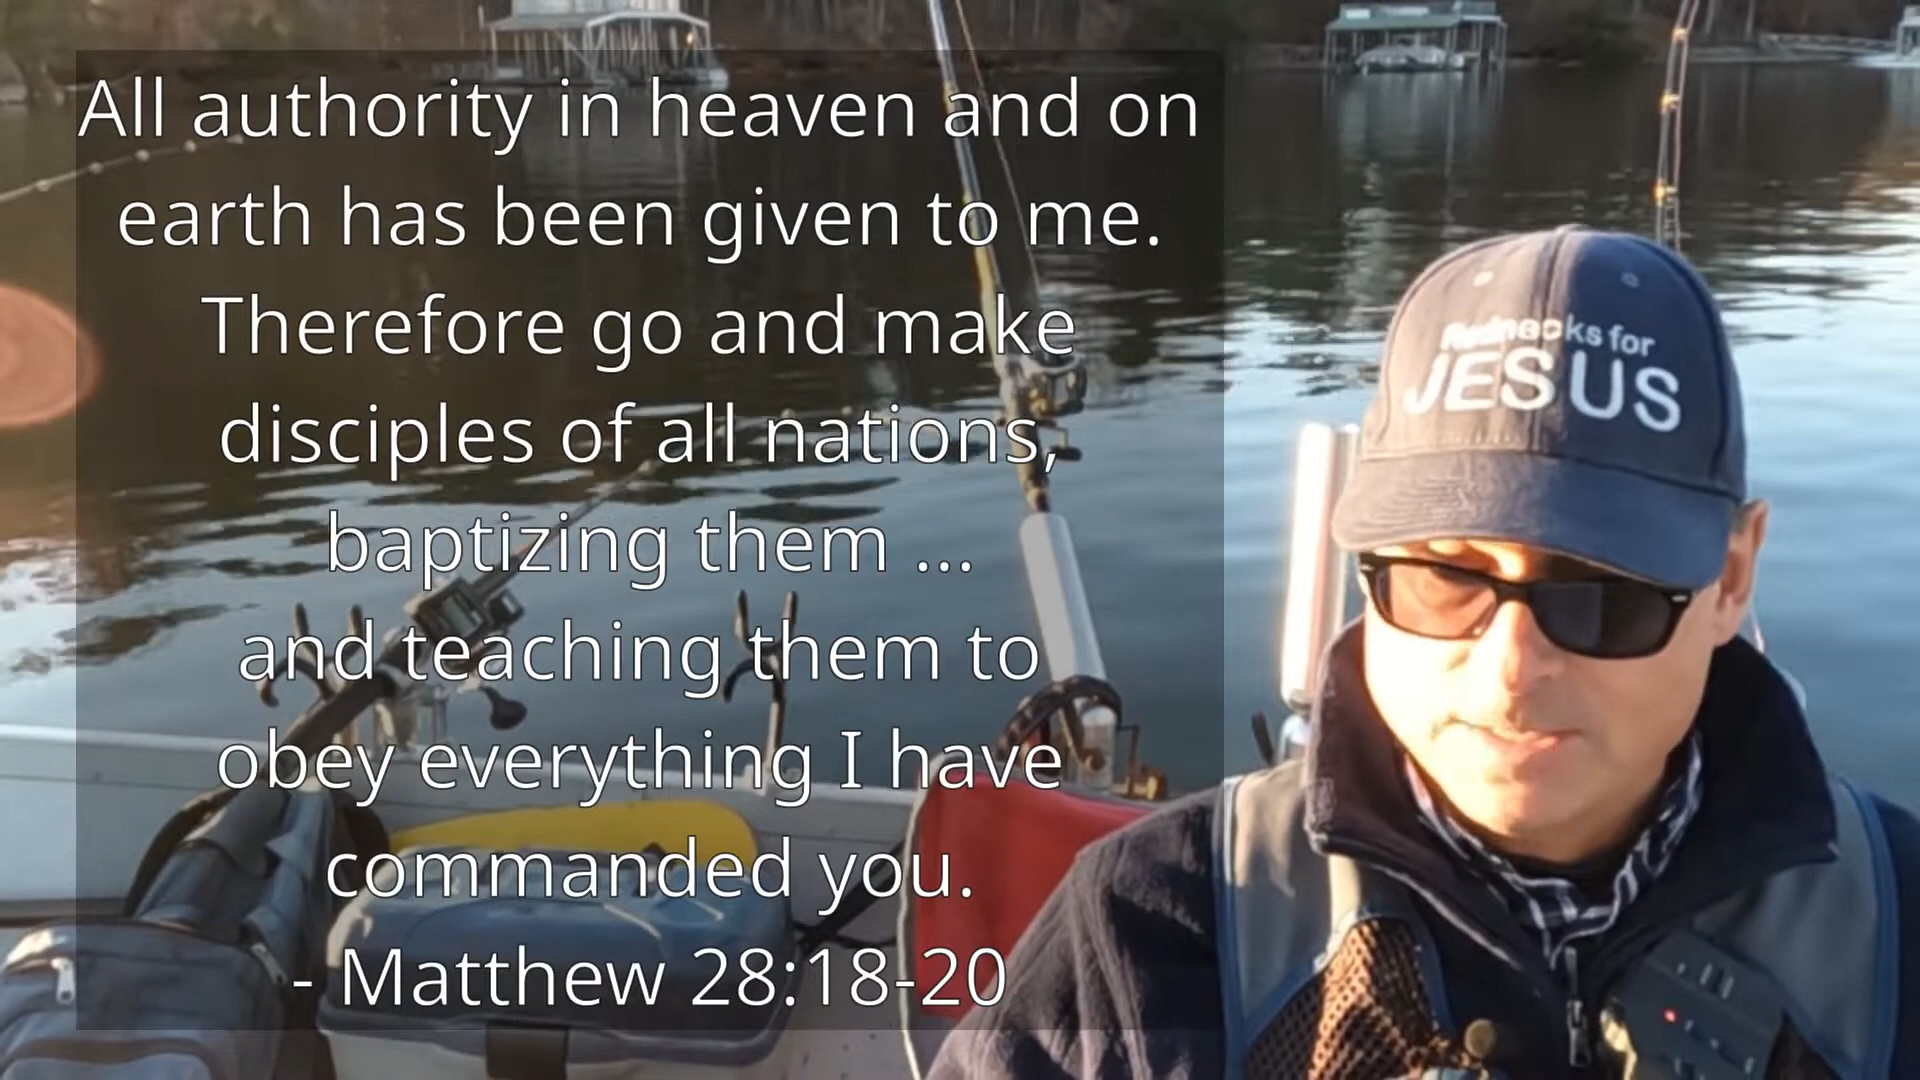 All authority in heaven and on
earth has been given to me.
Therefore go and make
disciples of all nations,
baptizing them ...
and teaching them to
obey everything I have
commanded you.
- Matthew 28:18-20
Rednecks for
JESUS